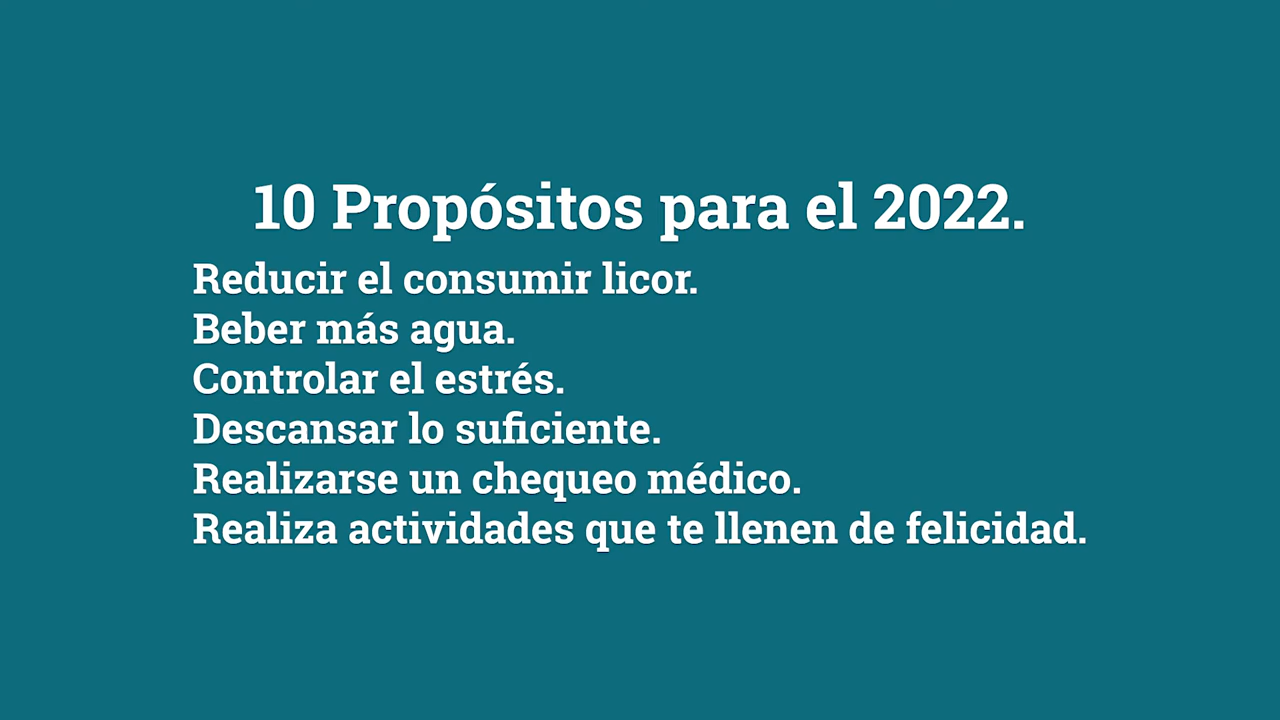 10 Propósitos para el 2022.
Reducir el consumir licor.
Beber más agua.
Controlar el estrés.
Descansar lo suficiente.
Realizarse un chequeo médico.
Realiza actividades que te llenen de felicidad.